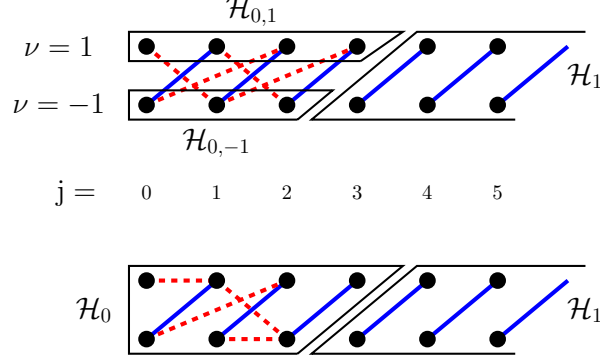 ℋ₀,₁
ν = 1
ν = −1
ℋ₁
ℋ₀,₋₁
j = 0 1 2 3 4 5
ℋ₀
ℋ₁